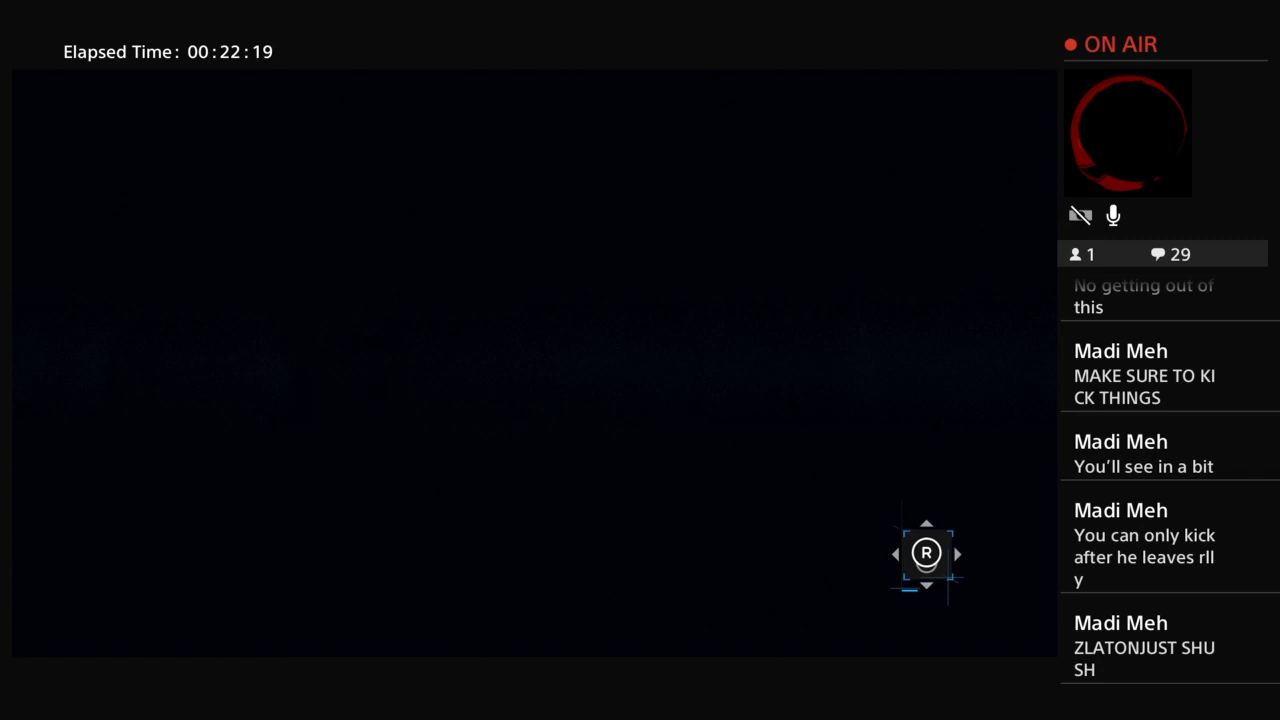 Elapsed Time: 00:22:19
ON AIR
1 29
No getting out of
this
Madi Meh
MAKE SURE TO KI
CK THINGS
Madi Meh
You'll see in a bit
Madi Meh
You can only kick
after he leaves rll
y
Madi Meh
ZLATONJUST SHU
SH
R